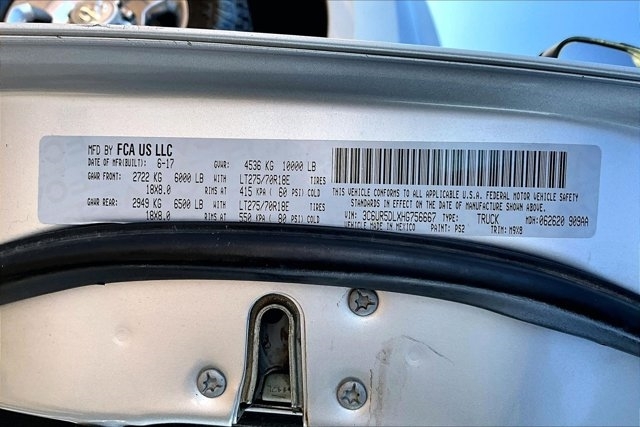 MFD BY FCA US LLC
DATE OF MFR(BUILT): 6-17 GVWR: 4536 KG 10000 LB
GAWR FRONT: 2722 KG 6000 LB WITH LT275/70R18E TIRES
18X8.0 RIMS AT 415 KPA ( 60 PSI) COLD
GAWR REAR: 2949 KG 6500 LB WITH LT275/70R18E TIRES
18X8.0 RIMS AT 550 KPA ( 80 PSI) COLD
THIS VEHICLE CONFORMS TO ALL APPLICABLE U.S.A. FEDERAL MOTOR VEHICLE SAFETY
STANDARDS IN EFFECT ON THE DATE OF MANUFACTURE SHOWN ABOVE.
VIN: 3C6UR5DLXHG756667 TYPE: TRUCK MDH: 062620 909AA
VEHICLE MADE IN MEXICO PAINT: PS2 TRIM: M9X8